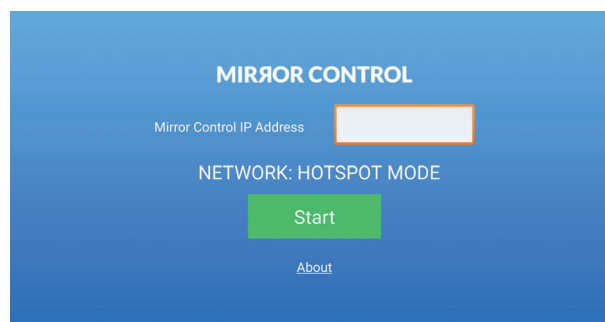 MIRЯOR CONTROL
Mirror Control IP Address
NETWORK: HOTSPOT MODE
Start
About